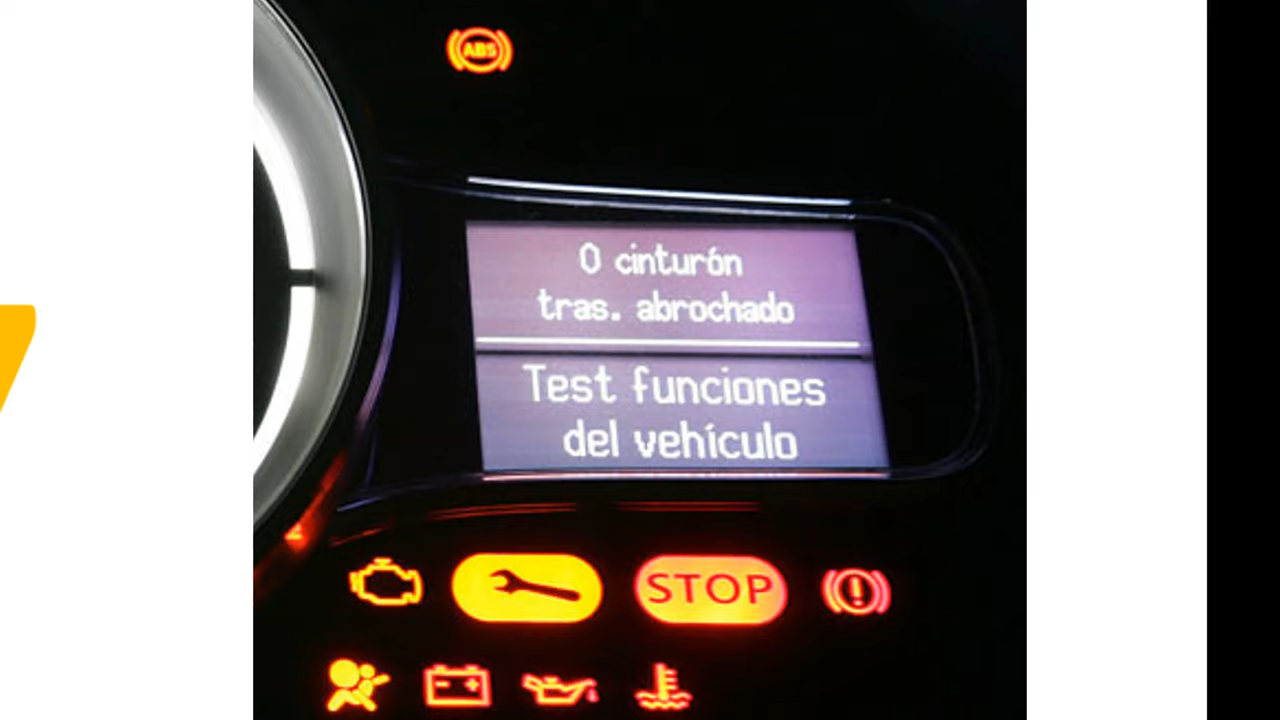 ABS
0 cinturón
tras. abrochado
Test funciones
del vehículo
STOP